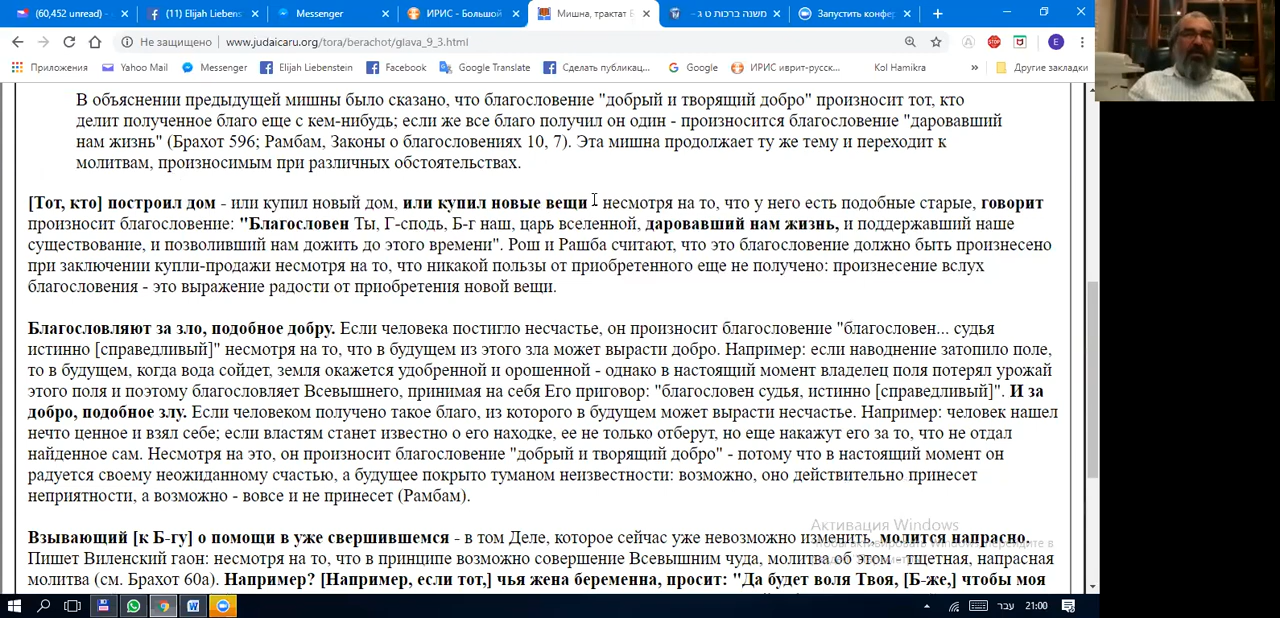 (60,452 unread) -
(11) Elijah Liebens
Messenger
ИРИС - Большой
Мишна, трактат Б
משנה ברכות ט ג -
Запустить конфер
Не защищено
www.judaicaru.org/tora/berachot/glava_9_3.html
Приложения
Yahoo Mail
Messenger
Elijah Liebenstein
Facebook
Google Translate
Сделать публикац...
Google
ИРИС иврит-русск...
Kol Hamikra
»
Другие закладки
В объяснении предыдущей мишны было сказано, что благословение "добрый и творящий добро" произносит тот, кто
делит полученное благо еще с кем-нибудь; если же все благо получил он один - произносится благословение "даровавший
нам жизнь" (Брахот 59б; Рамбам, Законы о благословениях 10, 7). Эта мишна продолжает ту же тему и переходит к
молитвам, произносимым при различных обстоятельствах.
[Тот, кто] построил дом - или купил новый дом, или купил новые вещи несмотря на то, что у него есть подобные старые, говорит
произносит благословение: "Благословен Ты, Г-сподь, Б-г наш, царь вселенной, даровавший нам жизнь, и поддержавший наше
существование, и позволивший нам дожить до этого времени". Рош и Рашба считают, что это благословение должно быть произнесено
при заключении купли-продажи несмотря на то, что никакой пользы от приобретенного еще не получено: произнесение вслух
благословения - это выражение радости от приобретения новой вещи.
Благословляют за зло, подобное добру. Если человека постигло несчастье, он произносит благословение "благословен... судья
истинно [справедливый]" несмотря на то, что в будущем из этого зла может вырасти добро. Например: если наводнение затопило поле,
то в будущем, когда вода сойдет, земля окажется удобренной и орошенной - однако в настоящий момент владелец поля потерял урожай
этого поля и поэтому благословляет Всевышнего, принимая на себя Его приговор: "благословен судья, истинно [справедливый]". И за
добро, подобное злу. Если человеком получено такое благо, из которого в будущем может вырасти несчастье. Например: человек нашел
нечто ценное и взял себе; если властям станет известно о его находке, ее не только отберут, но еще накажут его за то, что не отдал
найденное сам. Несмотря на это, он произносит благословение "добрый и творящий добро" - потому что в настоящий момент он
радуется своему неожиданному счастью, а будущее покрыто туманом неизвестности: возможно, оно действительно принесет
неприятности, а возможно - вовсе и не принесет (Рамбам).
Активация Windows
Взывающий [к Б-гу] о помощи в уже свершившемся - в том Деле, которое сейчас уже невозможно изменить, молится напрасно.
Пишет Виленский гаон: несмотря на то, что в принципе возможно совершение Всевышним чуда, молитва об этом - тщетная, напрасная
молитва (см. Брахот 60а). Например? [Например, если тот,] чья жена беременна, просит: "Да будет воля Твоя, [Б-же,] чтобы моя
עבר
21:00